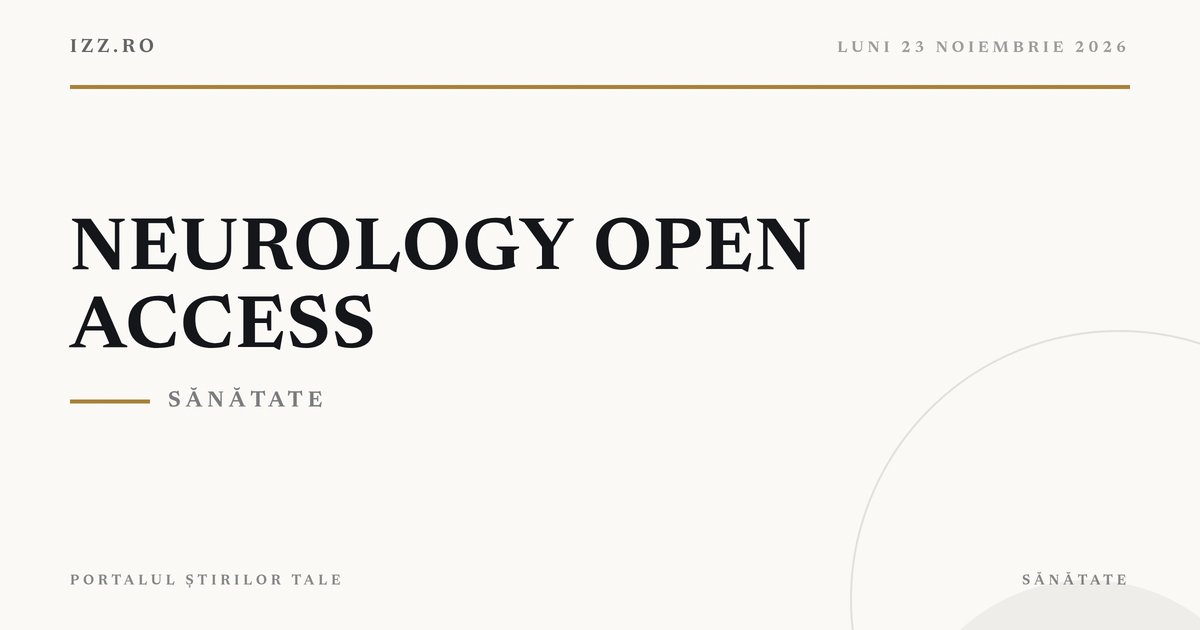 IZZ.RO
LUNI 23 NOIEMBRIE 2026
NEUROLOGY OPEN
ACCESS
SĂNĂTATE
PORTALUL ȘTIRILOR TALE
SĂNĂTATE